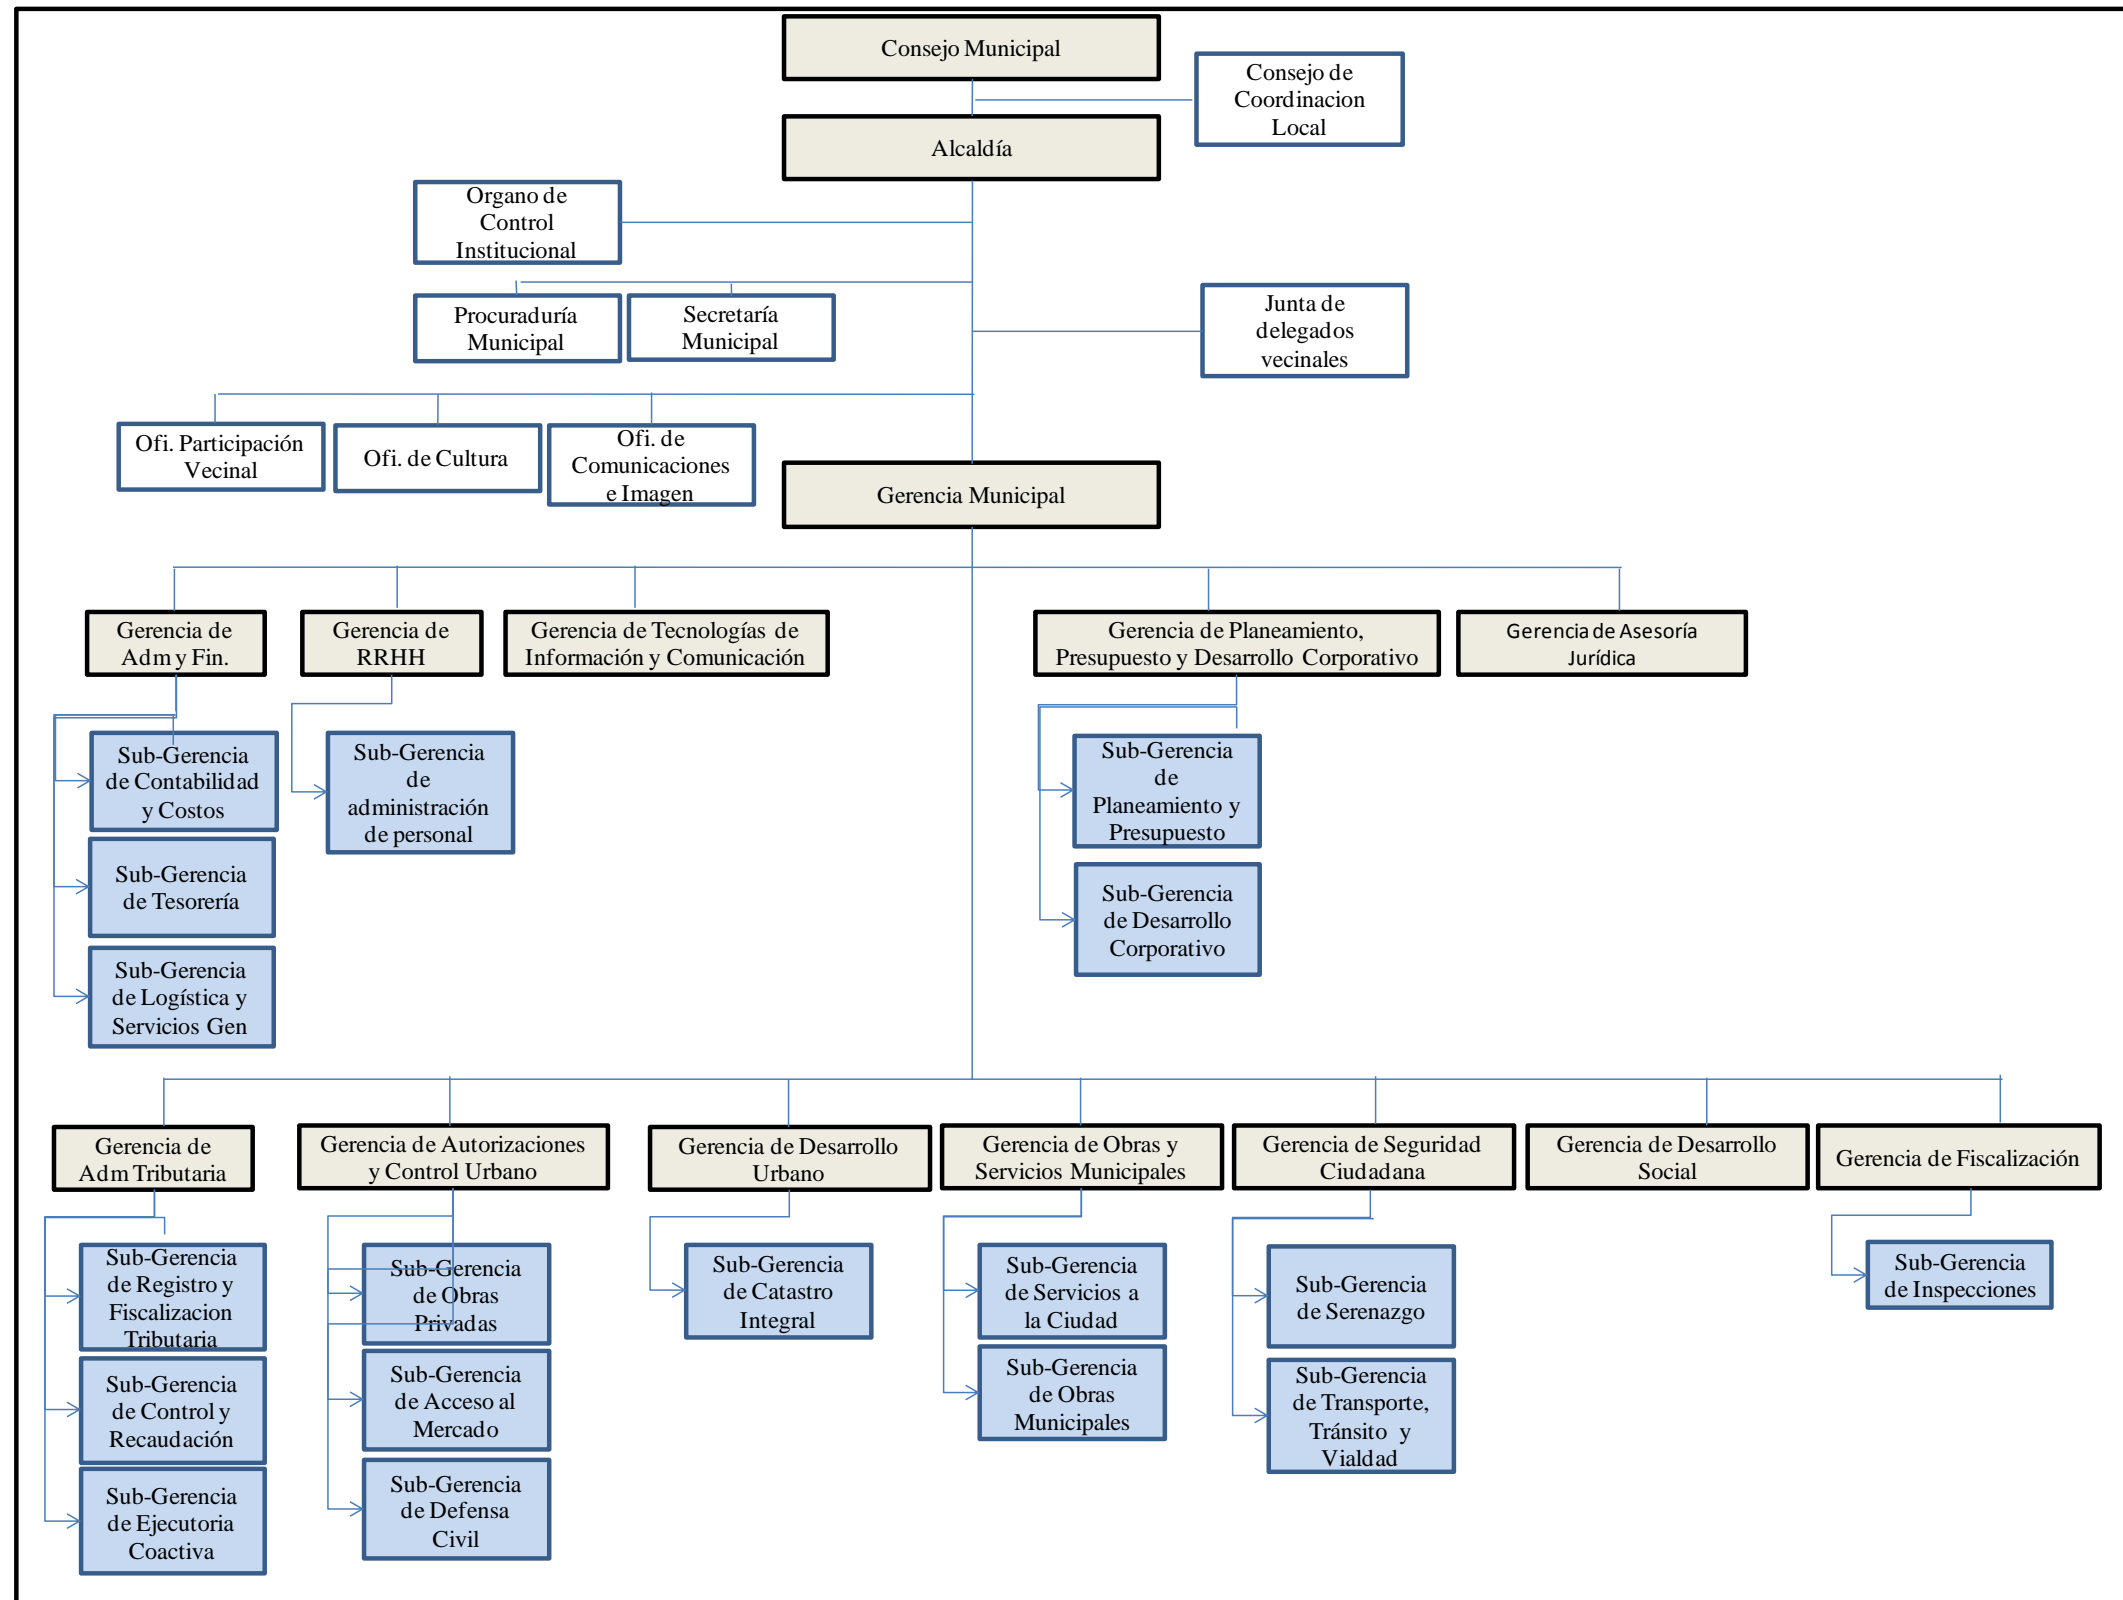 Consejo Municipal
Consejo de
Coordinacion
Local
Alcaldía
Organo de
Control
Institucional
Procuraduría
Municipal
Secretaría
Municipal
Junta de
delegados
vecinales
Ofi. Participación
Vecinal
Ofi. de Cultura
Ofi. de
Comunicaciones
e Imagen
Gerencia Municipal
Gerencia de
Adm y Fin.
Gerencia de
RRHH
Gerencia de Tecnologías de
Información y Comunicación
Gerencia de Planeamiento,
Presupuesto y Desarrollo Corporativo
Gerencia de Asesoría
Jurídica
Sub-Gerencia
de Contabilidad
y Costos
Sub-Gerencia
de
administración
de personal
Sub-Gerencia
de
Planeamiento y
Presupuesto
Sub-Gerencia
de Tesorería
Sub-Gerencia
de Desarrollo
Corporativo
Sub-Gerencia
de Logística y
Servicios Gen
Gerencia de
Adm Tributaria
Gerencia de Autorizaciones
y Control Urbano
Gerencia de Desarrollo
Urbano
Gerencia de Obras y
Servicios Municipales
Gerencia de Seguridad
Ciudadana
Gerencia de Desarrollo
Social
Gerencia de Fiscalización
Sub-Gerencia
de Registro y
Fiscalizacion
Tributaria
Sub-Gerencia
de Obras
Privadas
Sub-Gerencia
de Catastro
Integral
Sub-Gerencia
de Servicios a
la Ciudad
Sub-Gerencia
de Serenazgo
Sub-Gerencia
de Inspecciones
Sub-Gerencia
de Control y
Recaudación
Sub-Gerencia
de Acceso al
Mercado
Sub-Gerencia
de Obras
Municipales
Sub-Gerencia
de Transporte,
Tránsito y
Vialdad
Sub-Gerencia
de Ejecutoria
Coactiva
Sub-Gerencia
de Defensa
Civil